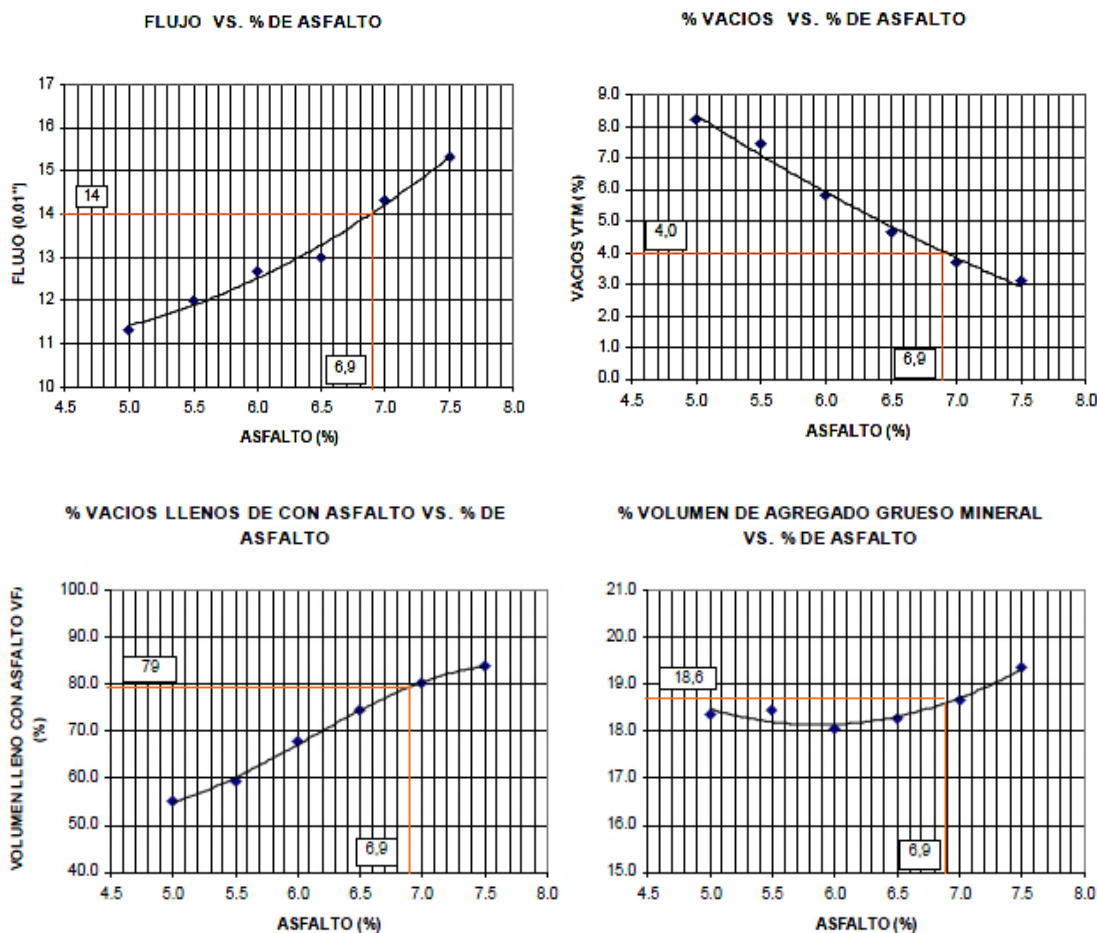 FLUJO VS. % DE ASFALTO
17
16
15
14
13
12
11
10
FLUJO (0.01")
14
6,9
4.5 5.0 5.5 6.0 6.5 7.0 7.5 8.0
ASFALTO (%)
% VACIOS VS. % DE ASFALTO
9.0
8.0
7.0
6.0
5.0
4.0
3.0
2.0
1.0
0.0
VACIOS VTM (%)
4,0
6,9
4.5 5.0 5.5 6.0 6.5 7.0 7.5 8.0
ASFALTO (%)
% VACIOS LLENOS DE CON ASFALTO VS. % DE
ASFALTO
100.0
90.0
80.0
70.0
60.0
50.0
40.0
VOLUMEN LLENO CON ASFALTO
(%)
79
6,9
4.5 5.0 5.5 6.0 6.5 7.0 7.5 8.0
ASFALTO (%)
% VOLUMEN DE AGREGADO GRUESO MINERAL
VS. % DE ASFALTO
21.0
20.0
19.0
18.0
17.0
16.0
15.0
18,6
6,9
4.5 5.0 5.5 6.0 6.5 7.0 7.5 8.0
ASFALTO (%)